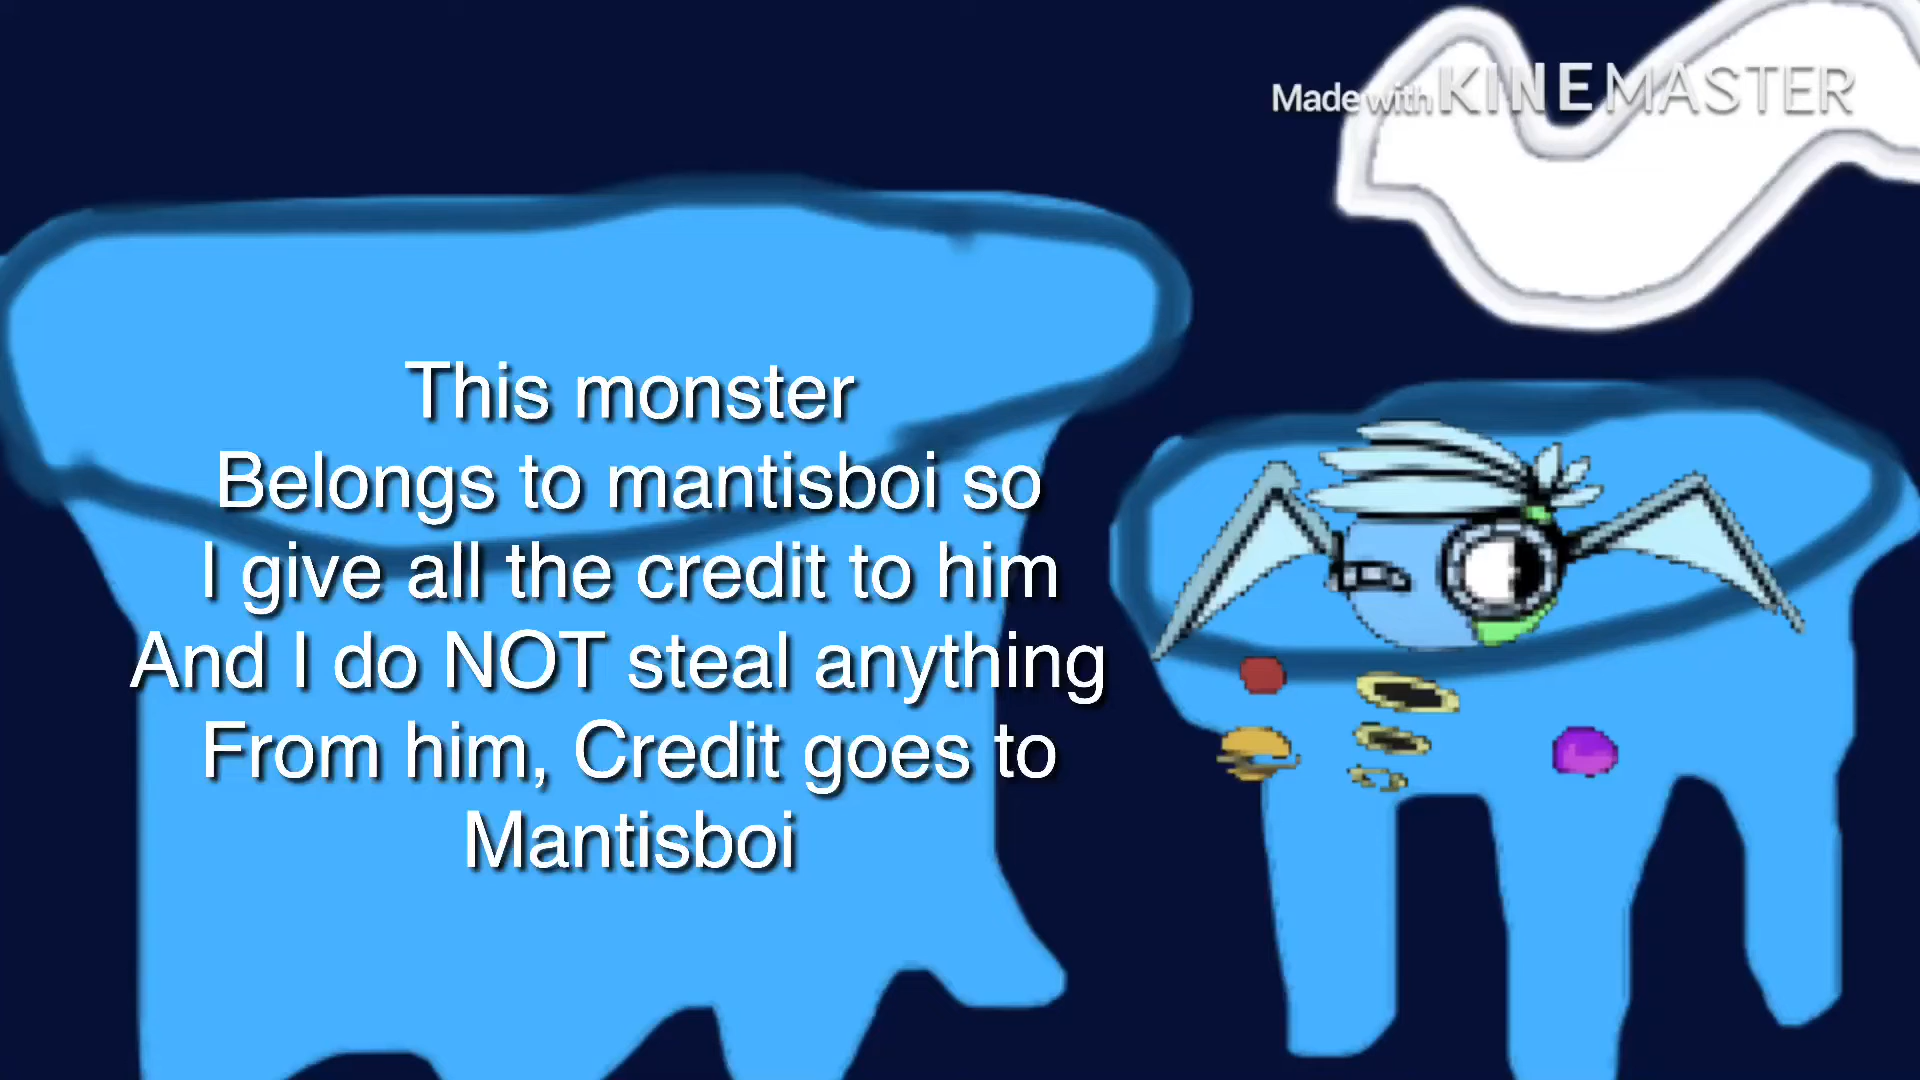 Made with KINEMASTER
This monster
Belongs to mantisboi so
I give all the credit to him
And I do NOT steal anything
From him, Credit goes to
Mantisboi